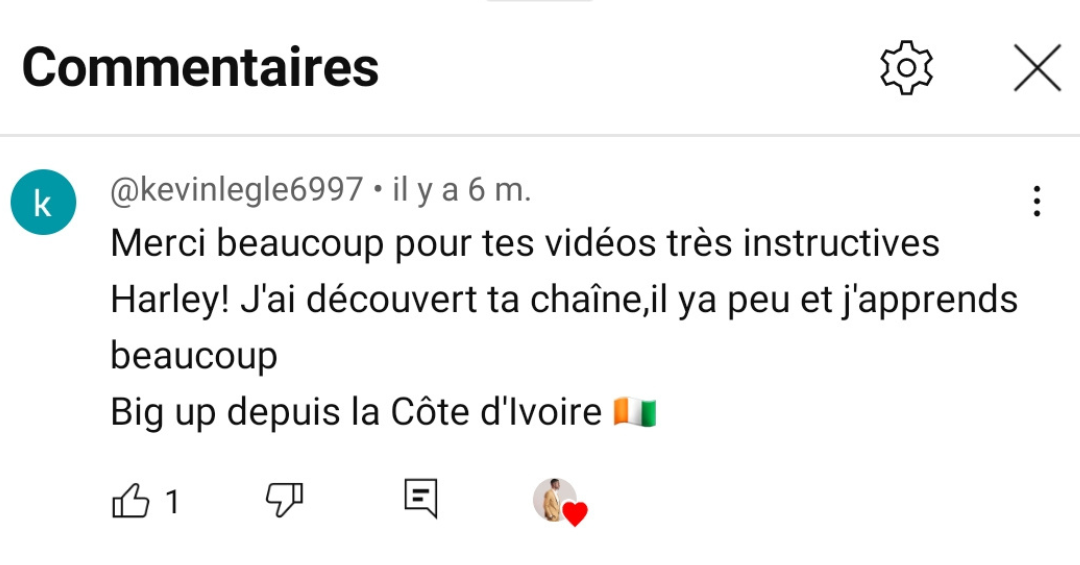 Commentaires
k
@kevinlegle6997 • il y a 6 m.
Merci beaucoup pour tes vidéos très instructives
Harley! J'ai découvert ta chaîne,il ya peu et j'apprends
beaucoup
Big up depuis la Côte d'Ivoire 🇨🇮
1